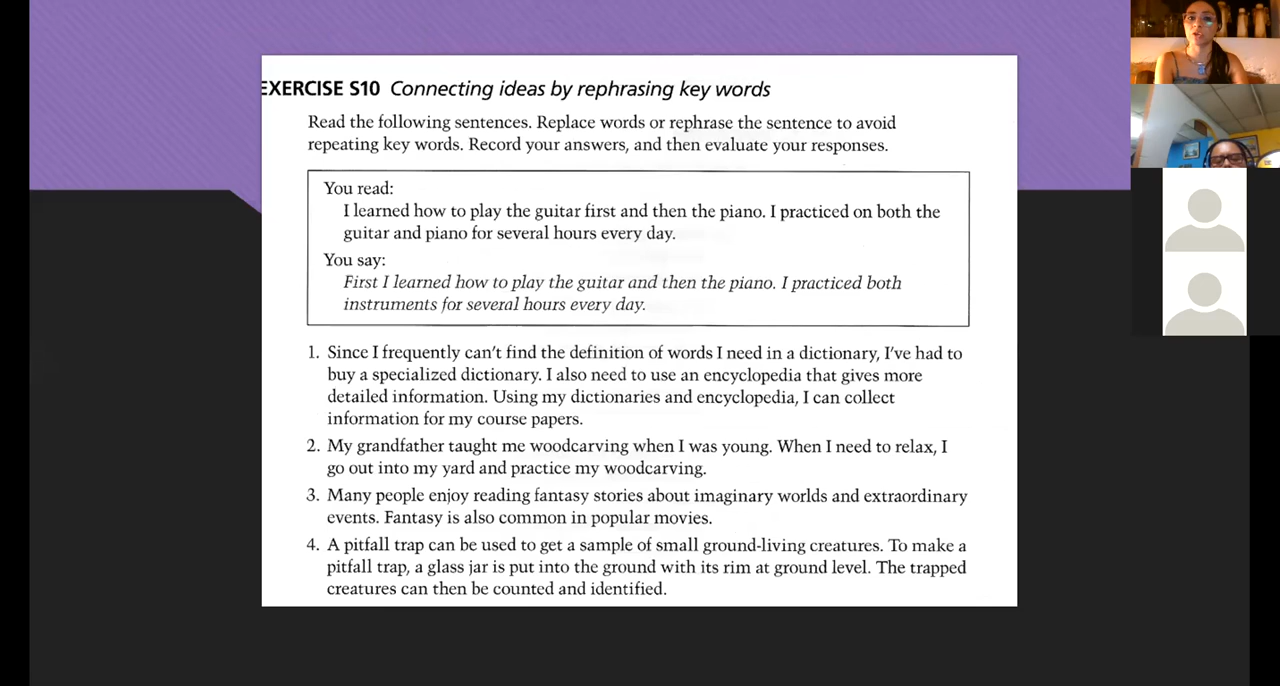 EXERCISE S10 Connecting ideas by rephrasing key words
Read the following sentences. Replace words or rephrase the sentence to avoid
repeating key words. Record your answers, and then evaluate your responses.
You read:
I learned how to play the guitar first and then the piano. I practiced on both the
guitar and piano for several hours every day.
You say:
First I learned how to play the guitar and then the piano. I practiced both
instruments for several hours every day.
1. Since I frequently can't find the definition of words I need in a dictionary, I've had to
buy a specialized dictionary. I also need to use an encyclopedia that gives more
detailed information. Using my dictionaries and encyclopedia, I can collect
information for my course papers.
2. My grandfather taught me woodcarving when I was young. When I need to relax, I
go out into my yard and practice my woodcarving.
3. Many people enjoy reading fantasy stories about imaginary worlds and extraordinary
events. Fantasy is also common in popular movies.
4. A pitfall trap can be used to get a sample of small ground-living creatures. To make a
pitfall trap, a glass jar is put into the ground with its rim at ground level. The trapped
creatures can then be counted and identified.